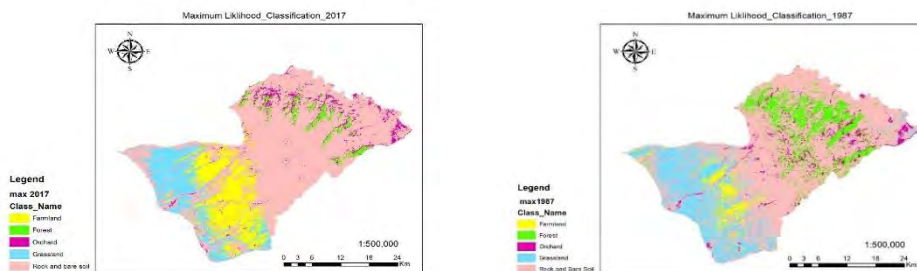 Maximum Liklihood_Classification_2017
N
W E
S
Legend
max 2017
Class_Name
Farmland
Forest
Orchard
Grassland
Rock and bare soil
1:500,000
0 3 6 12 18 24
Km
Maximum Liklihood_Classification_1987
N
W E
S
Legend
max1987
Class_Name
Farmland
Forest
Orchard
Grassland
Rock and Bare Soil
1:500,000
0 3 6 12 18 24
Km